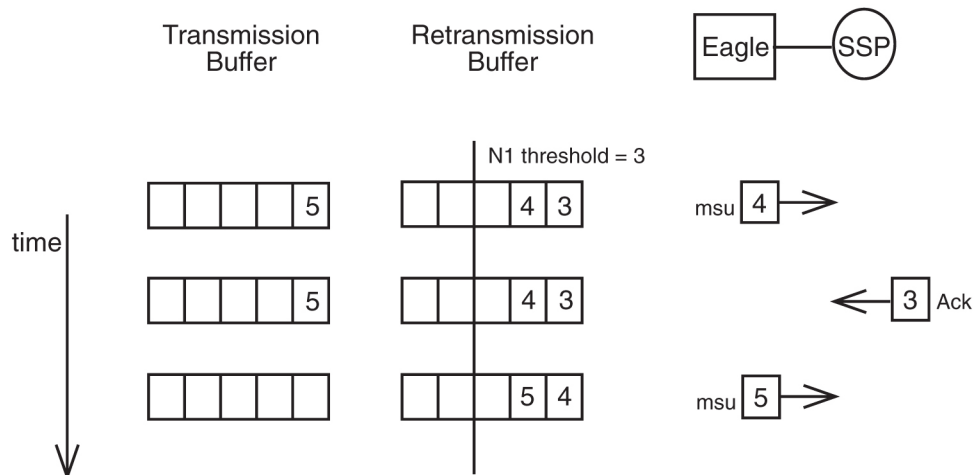 Transmission
Buffer
Retransmission
Buffer
Eagle
SSP
N1 threshold = 3
time
5
4 3
msu 4
5
4 3
3 Ack
5 4
msu 5